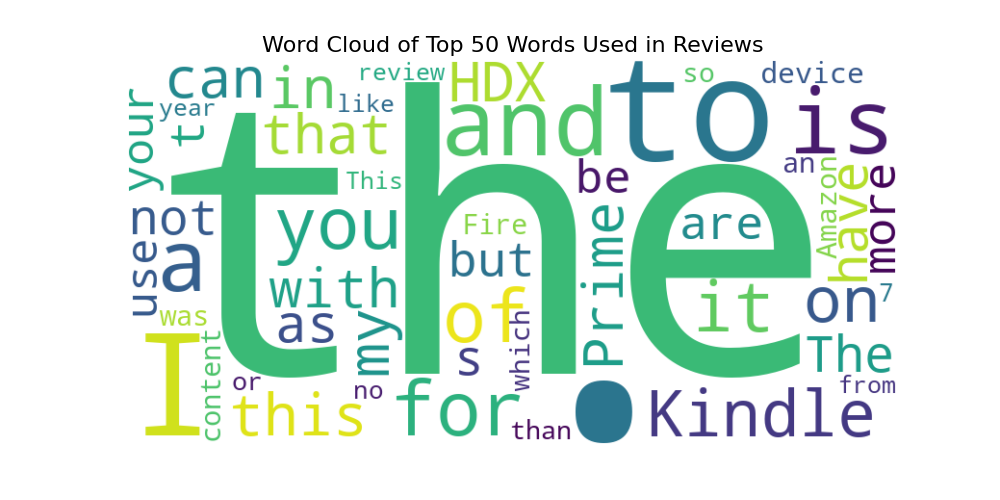 Word Cloud of Top 50 Words Used in Reviews
can
in
review
HDX
so
device
your
year
t
like
that
and
to
is
the
This
be
an
Amazon
have
more
not
you
Fire
Prime
are
use
a
with
but
it
on
7
was
as
my
of
s
which
The
I
content
or
no
this
for
than
0
Kindle
from